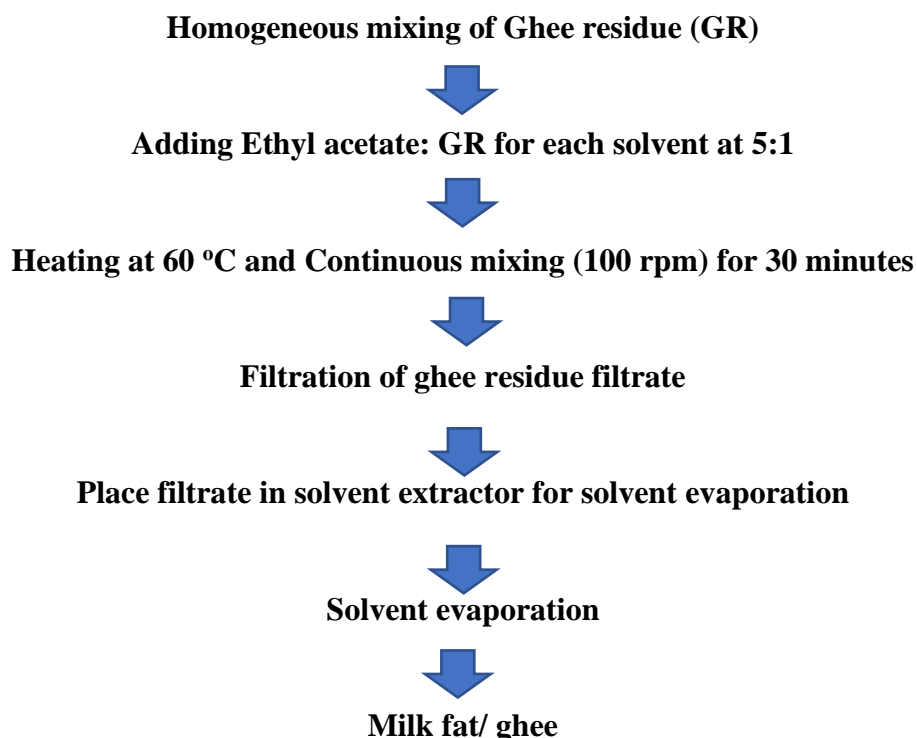 Homogeneous mixing of Ghee residue (GR)
Adding Ethyl acetate: GR for each solvent at 5:1
Heating at 60 ºC and Continuous mixing (100 rpm) for 30 minutes
Filtration of ghee residue filtrate
Place filtrate in solvent extractor for solvent evaporation
Solvent evaporation
Milk fat/ ghee